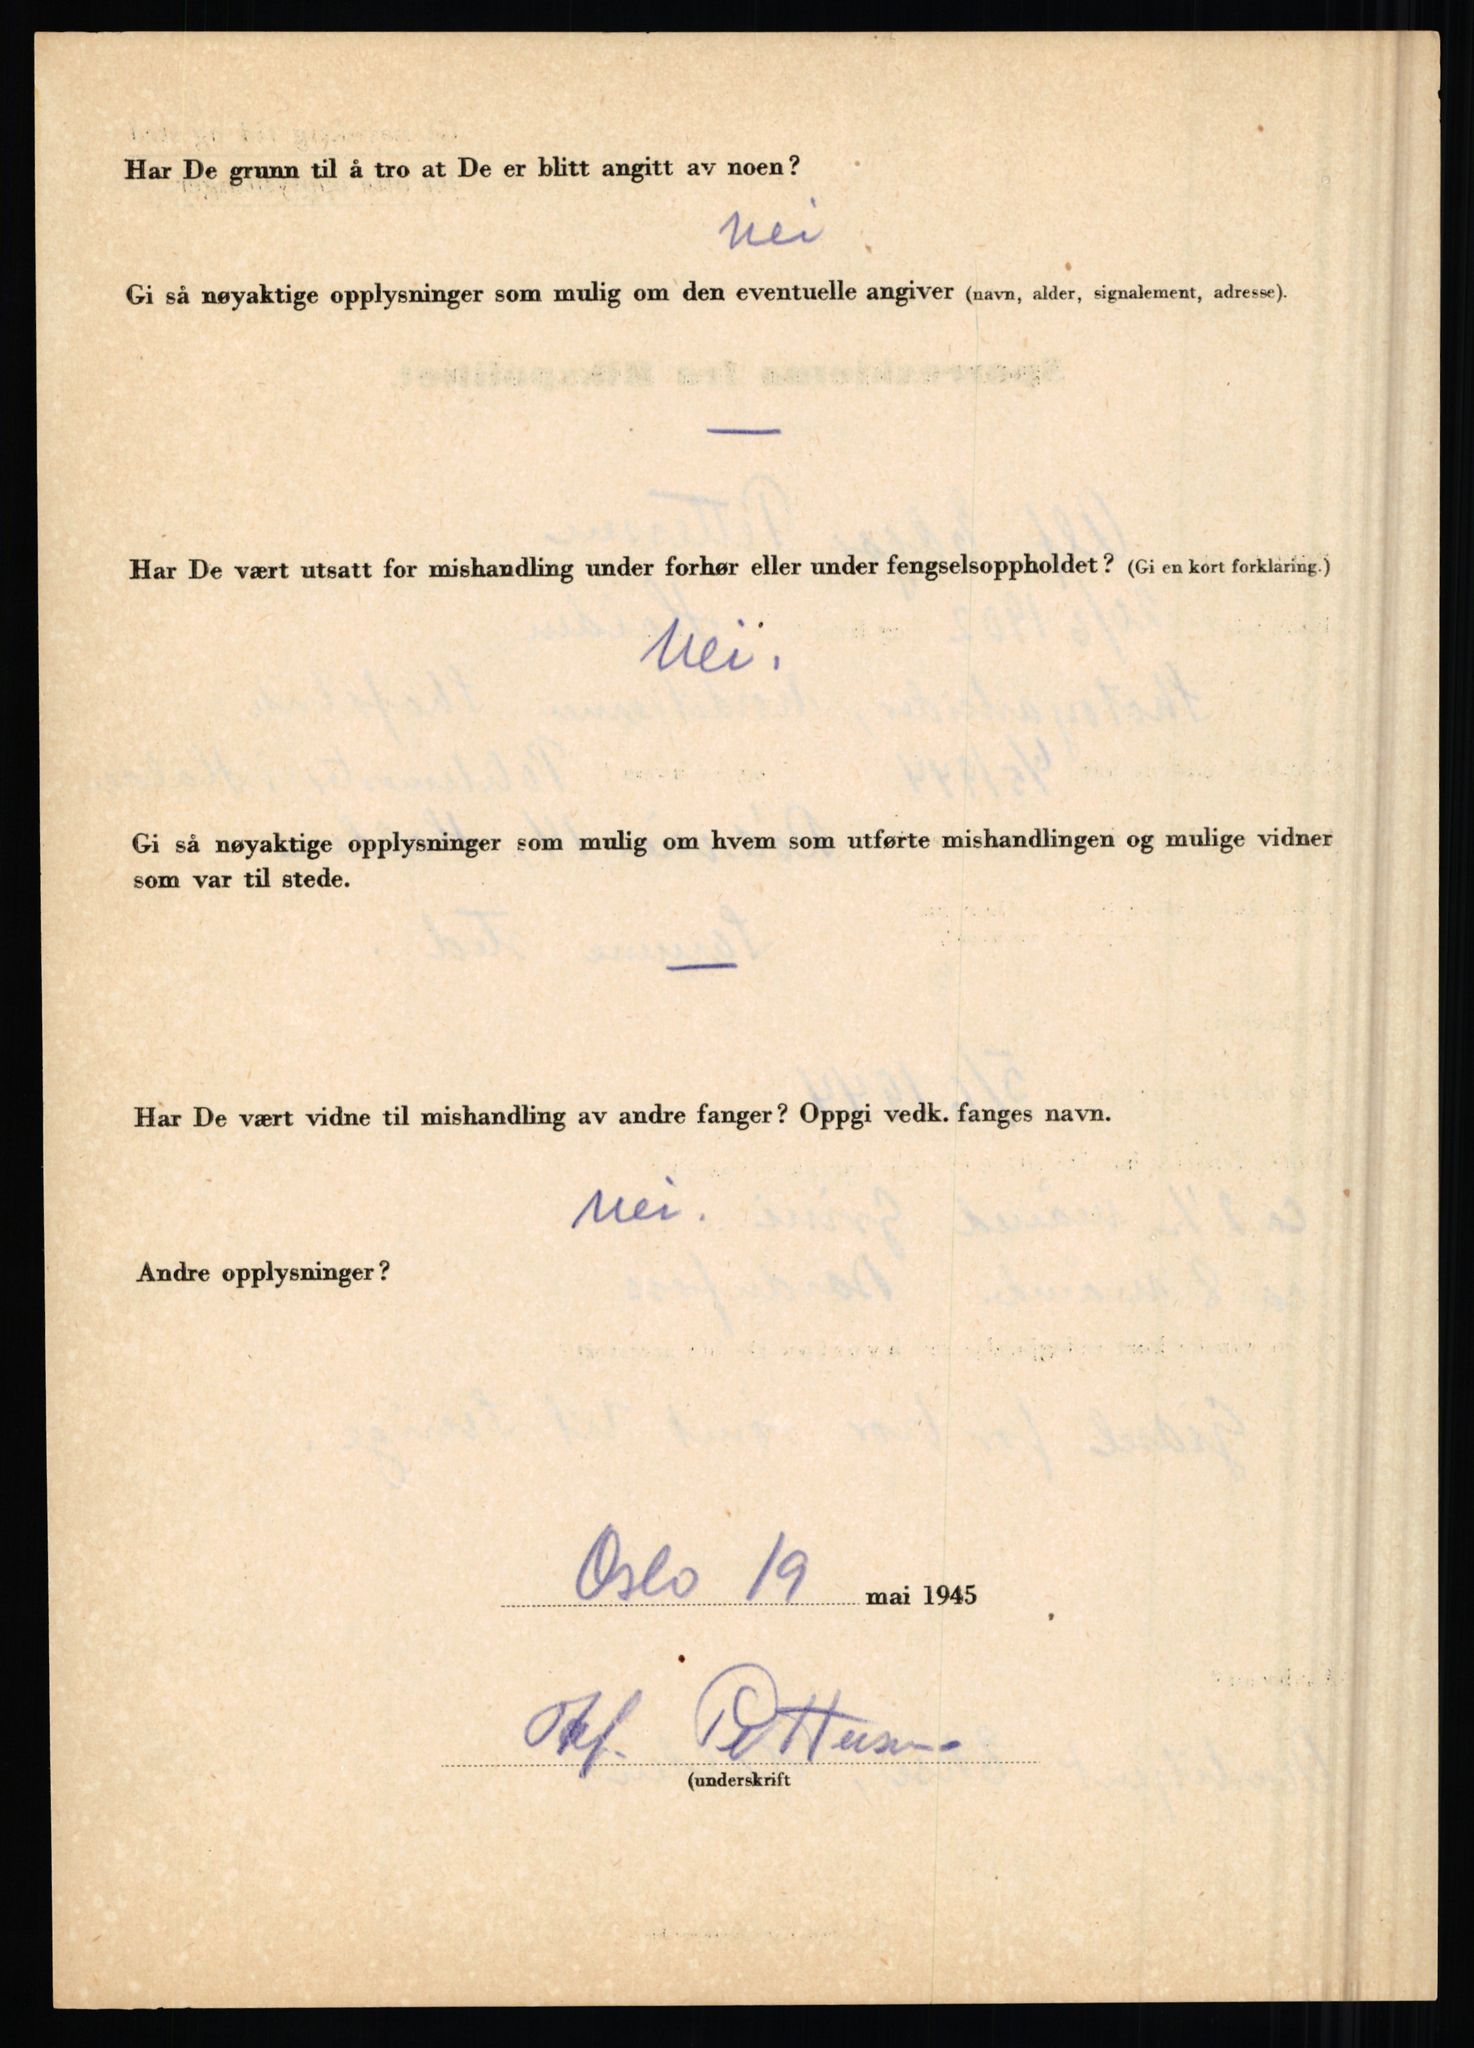 Har De grunn til å tro at De er blitt angitt av noen?
Nei
Gi så nøyaktige opplysninger som mulig om den eventuelle angiver (navn, alder, signalement, adresse).
—
Har De vært utsatt for mishandling under forhør eller under fengselsoppholdet? (Gi en kort forklaring.)
Nei.
Gi så nøyaktige opplysninger som mulig om hvem som utførte mishandlingen og mulige vidner
som var til stede.
—
Har De vært vidne til mishandling av andre fanger? Oppgi vedk. fanges navn.
Nei.
Andre opplysninger?
Oslo 19 mai 1945
Pettersen
(underskrift